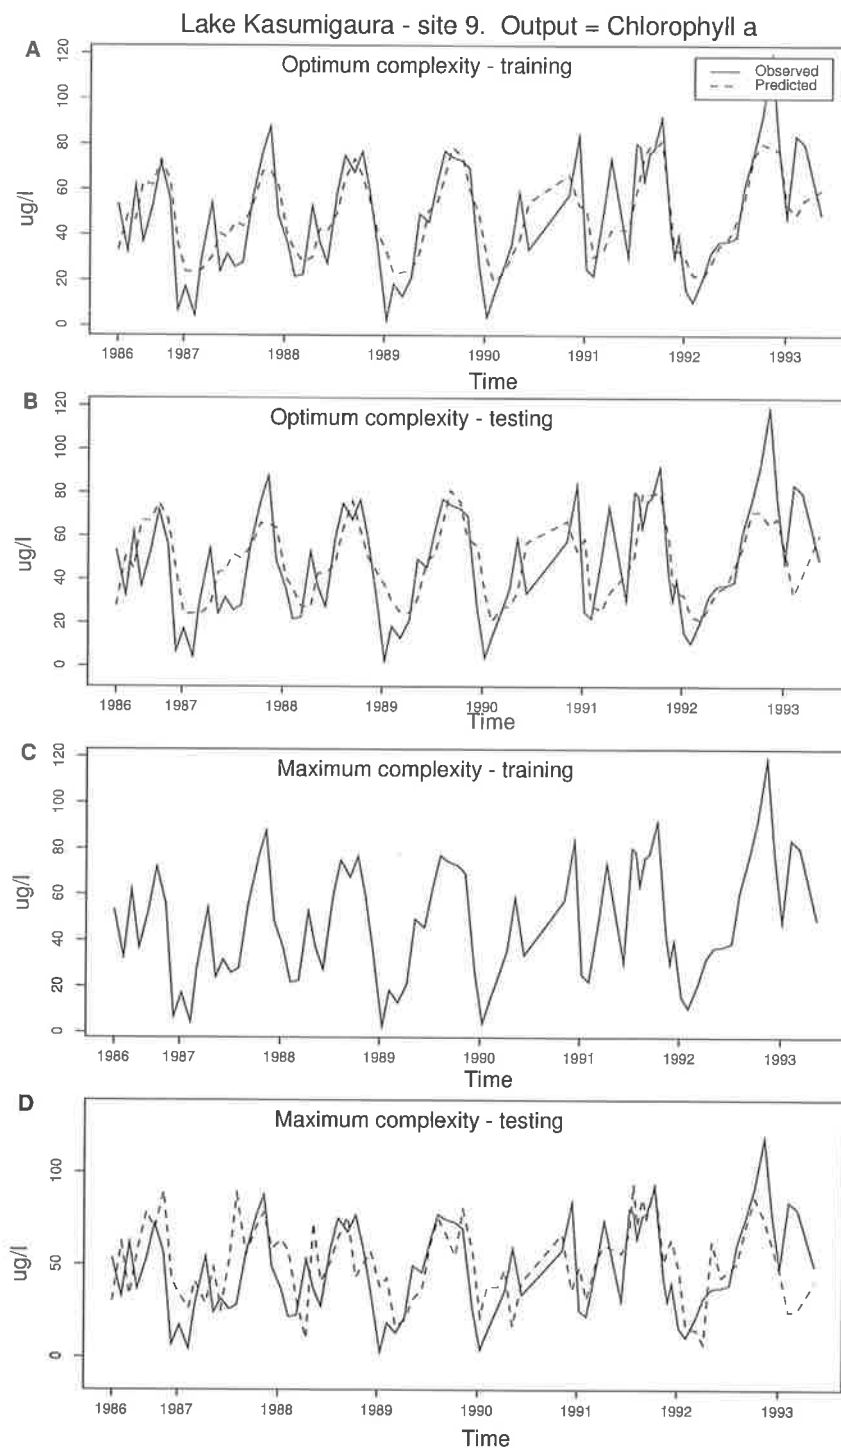 Lake Kasumigaura - site 9. Output = Chlorophyll a
A
Optimum complexity - training
Observed
Predicted
ug/l
0
20
40
60
80
100
120
1986
1987
1988
1989
1990
1991
1992
1993
Time
B
Optimum complexity - testing
ug/l
0
20
40
60
80
100
120
1986
1987
1988
1989
1990
1991
1992
1993
Time
C
Maximum complexity - training
ug/l
0
20
40
60
80
100
120
1986
1987
1988
1989
1990
1991
1992
1993
Time
D
Maximum complexity - testing
ug/l
0
50
100
1986
1987
1988
1989
1990
1991
1992
1993
Time